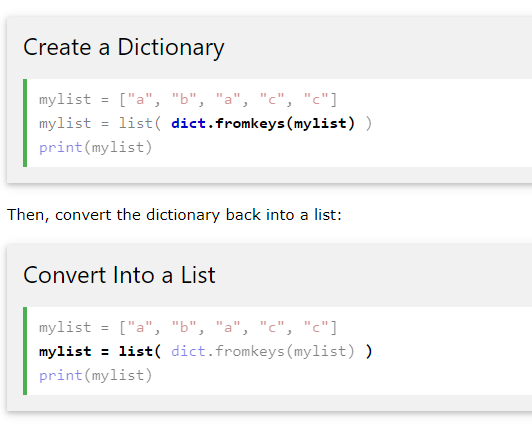 Create a Dictionary
mylist = ["a", "b", "a", "c", "c"]
mylist = list( dict.fromkeys(mylist) )
print(mylist)
Then, convert the dictionary back into a list:
Convert Into a List
mylist = ["a", "b", "a", "c", "c"]
mylist = list( dict.fromkeys(mylist) )
print(mylist)